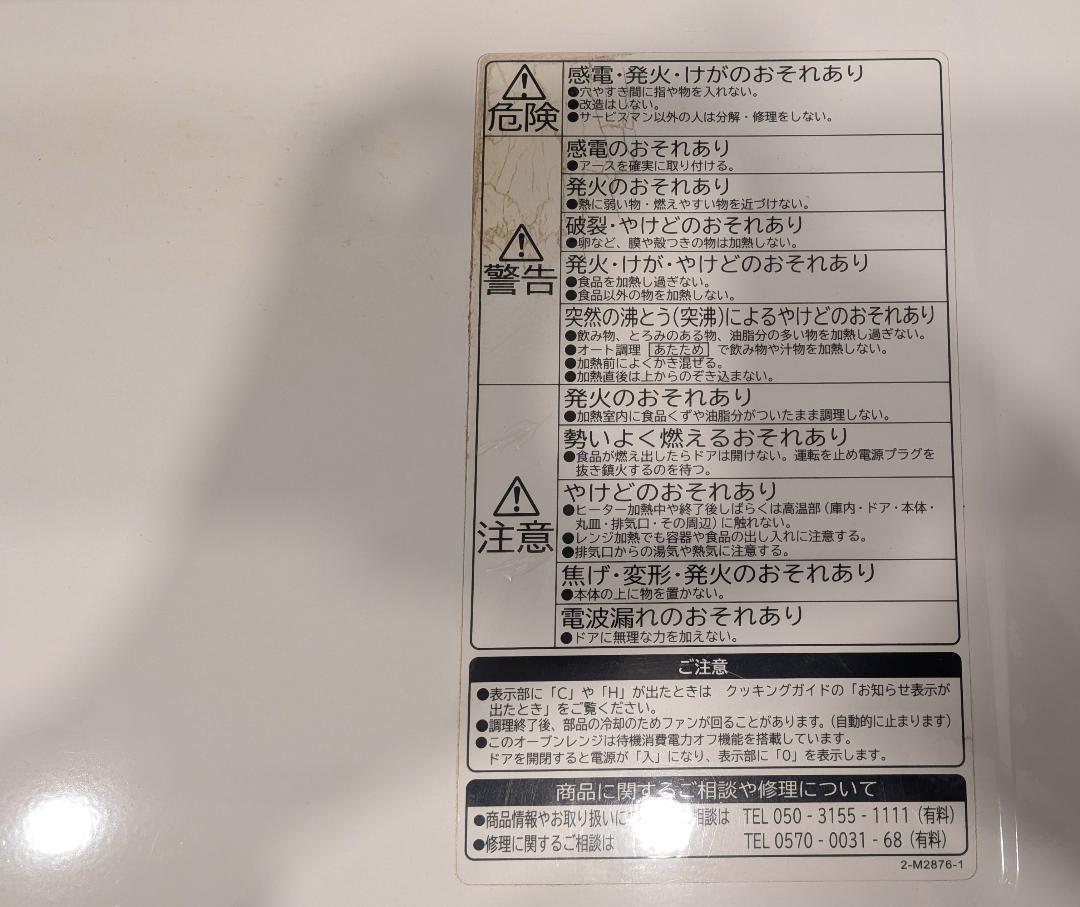 危険
感電・発火・けがのおそれあり
●穴やすき間に指や物を入れない。
●改造はしない。
●サービスマン以外の人は分解・修理をしない。
警告
感電のおそれあり
●アースを確実に取り付ける。
発火のおそれあり
●熱に弱い物・燃えやすい物を近づけない。
破裂・やけどのおそれあり
●卵など、膜や殻つきの物は加熱しない。
発火・けが・やけどのおそれあり
●食品を加熱し過ぎない。
●食品以外の物を加熱しない。
突然の沸とう(突沸)によるやけどのおそれあり
●飲み物、とろみのある物、油脂分の多い物を加熱し過ぎない。
●オート調理 あたため で飲み物や汁物を加熱しない。
●加熱前によくかき混ぜる。
●加熱直後は上からのぞき込まない。
注意
発火のおそれあり
●加熱室内に食品くずや油脂分がついたまま調理しない。
勢いよく燃えるおそれあり
●食品が燃え出したらドアは開けない。運転を止め電源プラグを
抜き鎮火するのを待つ。
やけどのおそれあり
●ヒーター加熱中や終了後しばらくは高温部(庫内・ドア・本体・
丸皿・排気口・その周辺)に触れない。
●レンジ加熱でも容器や食品の出し入れに注意する。
●排気口からの湯気や熱気に注意する。
焦げ・変形・発火のおそれあり
●本体の上に物を置かない。
電波漏れのおそれあり
●ドアに無理な力を加えない。
ご注意
●表示部に「C」や「H」が出たときは クッキングガイドの「お知らせ表示が
出たとき」をご覧ください。
●調理終了後、部品の冷却のためファンが回ることがあります。(自動的に止まります)
●このオーブンレンジは待機消費電力オフ機能を搭載しています。
ドアを開閉すると電源が「入」になり、表示部に「0」を表示します。
商品に関するご相談や修理について
●商品情報やお取り扱いに 相談は TEL 050-3155-1111(有料)
●修理に関するご相談は TEL 0570-0031-68(有料)
2-M2876-1